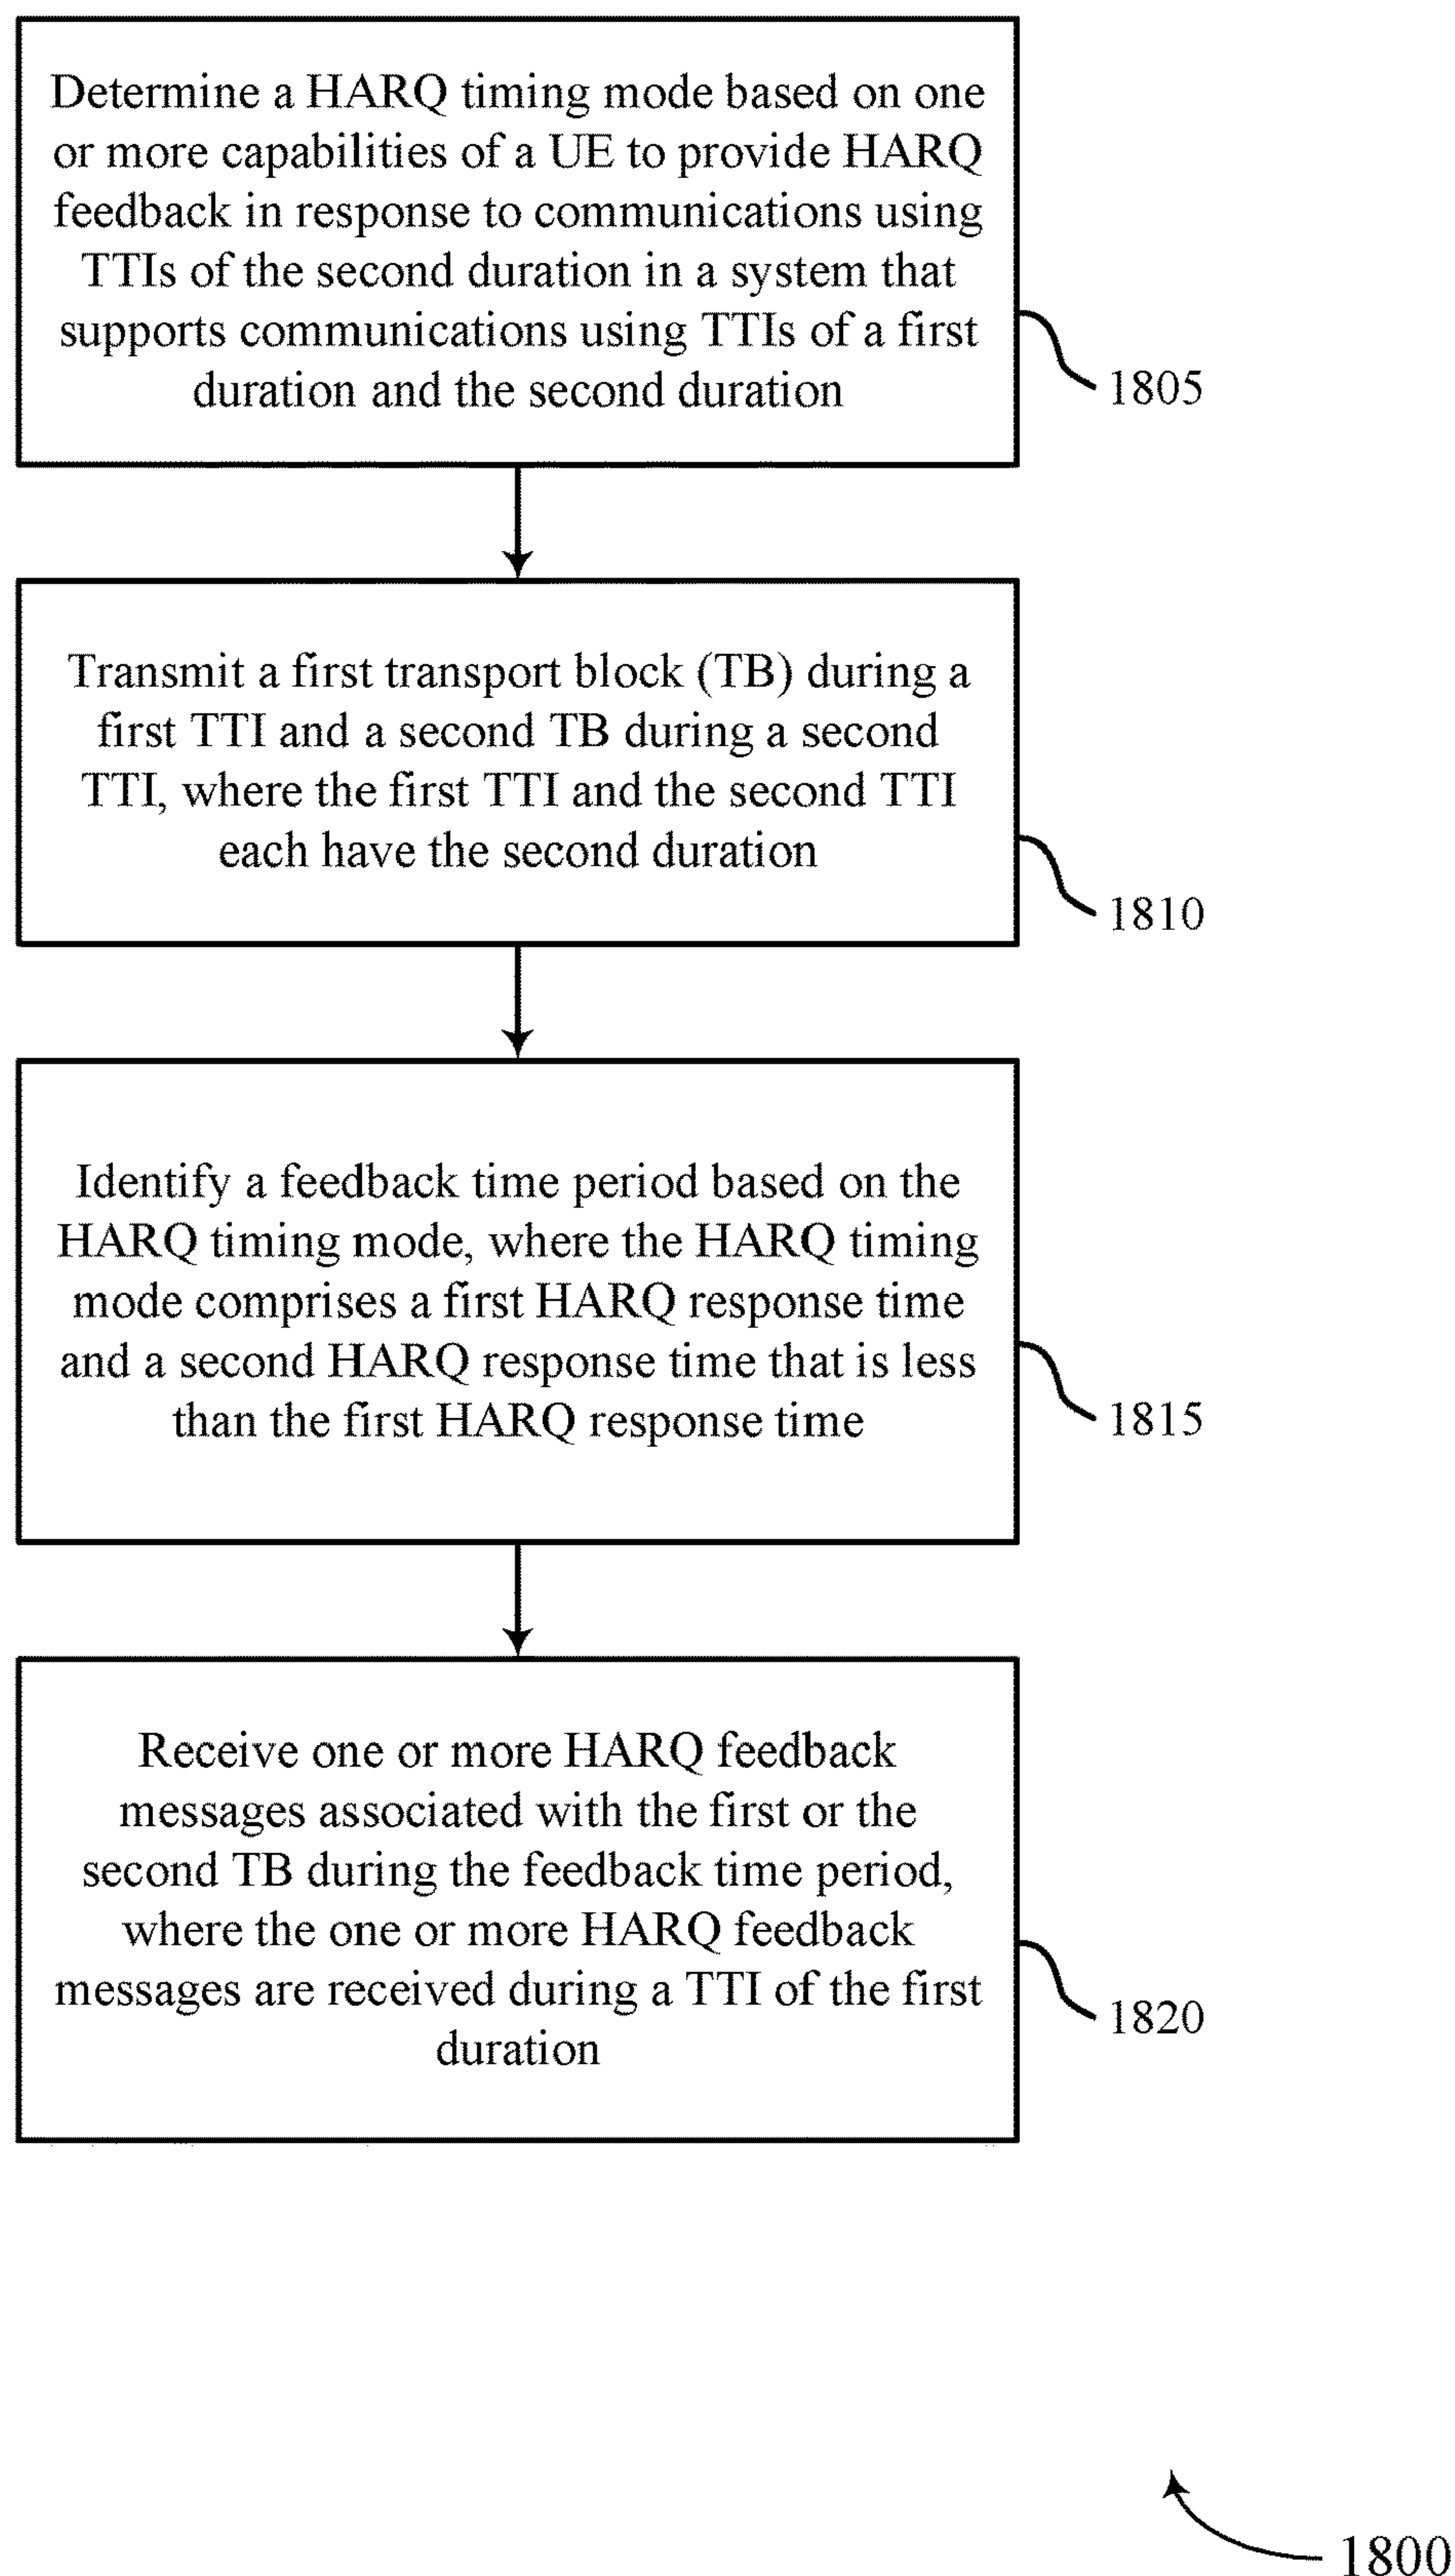 Determine a HARQ timing mode based on one
or more capabilities of a UE to provide HARQ
feedback in response to communications using
TTIs of the second duration in a system that
supports communications using TTIs of a first
duration and the second duration
1805
Transmit a first transport block (TB) during a
first TTI and a second TB during a second
TTI, where the first TTI and the second TTI
each have the second duration
1810
Identify a feedback time period based on the
HARQ timing mode, where the HARQ timing
mode comprises a first HARQ response time
and a second HARQ response time that is less
than the first HARQ response time
1815
Receive one or more HARQ feedback
messages associated with the first or the
second TB during the feedback time period,
where the one or more HARQ feedback
messages are received during a TTI of the first
duration
1820
1800